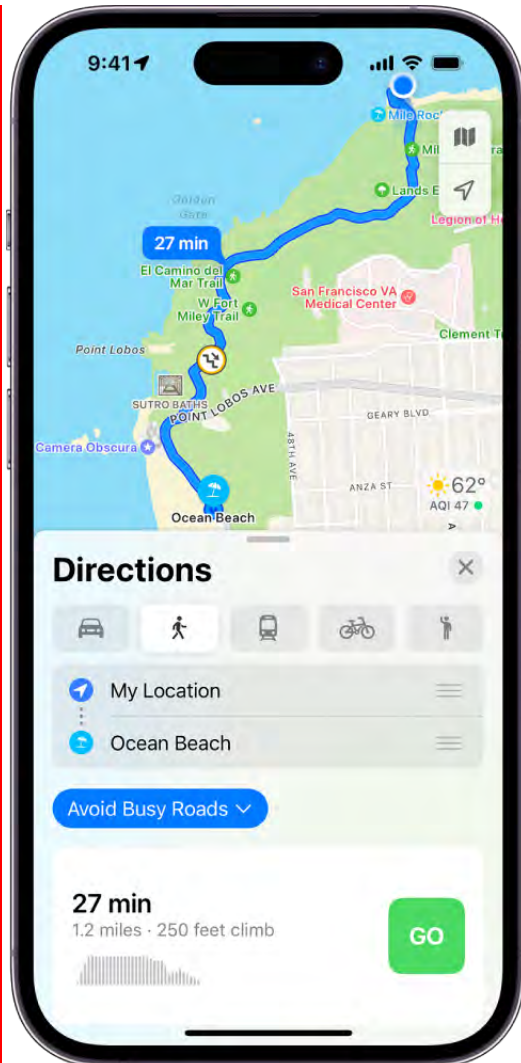 9:41
Mile Roc
Mil
ra
Lands E
Golden
Gate
Legion of H
27 min
El Camino del
Mar Trail
San Francisco VA
Medical Center
W Fort
Miley Trail
Clement T
Point Lobos
SUTRO BATHS
POINT LOBOS AVE
GEARY BLVD
Camera Obscura
48TH AVE
ANZA ST
62°
AQI 47
Ocean Beach
A
Directions
My Location
Ocean Beach
Avoid Busy Roads
27 min
1.2 miles · 250 feet climb
GO